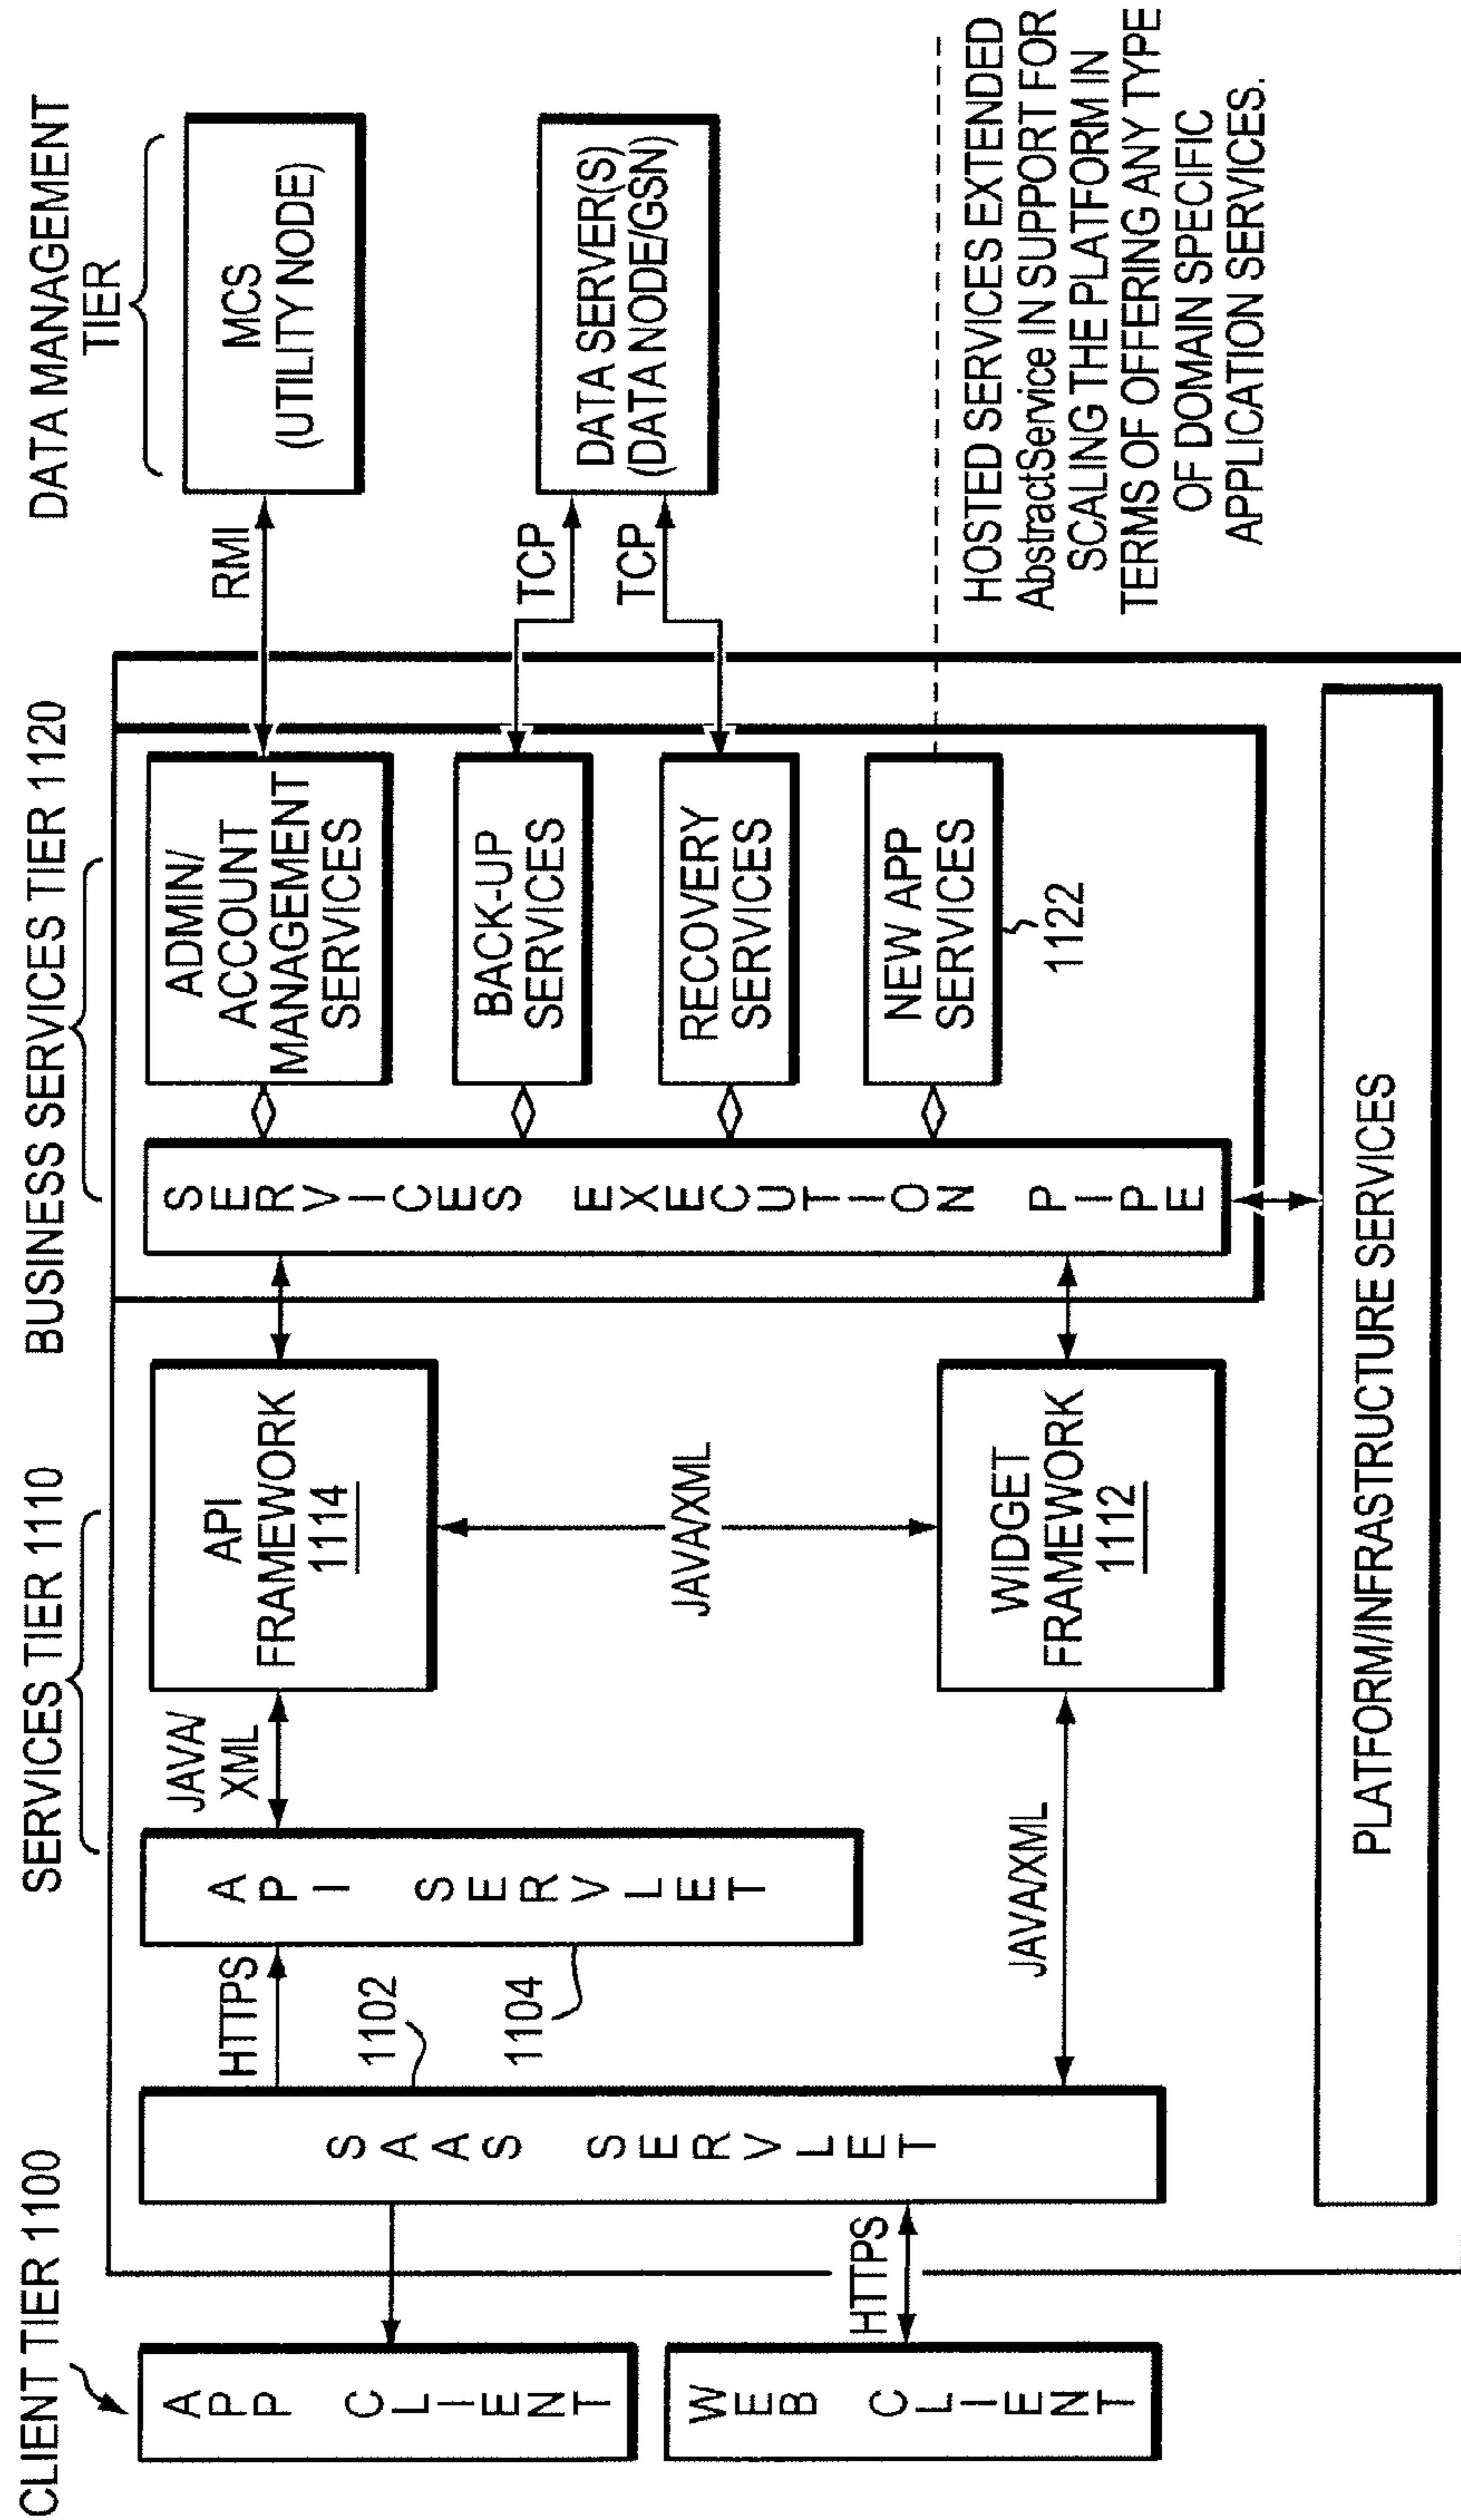 CLIENT TIER 1100
SERVICES TIER 1110
BUSINESS SERVICES TIER 1120
DATA MANAGEMENT
TIER
APP CLIENT
WEB CLIENT
HTTPS
SAAS SERVLET
HTTPS
1102
1104
API SERVLET
JAVA/
XML
JAVA/XML
API
FRAMEWORK
1114
JAVA/XML
WIDGET
FRAMEWORK
1112
SERVICES EXECUTION PIPE
ADMIN/
ACCOUNT
MANAGEMENT
SERVICES
BACK-UP
SERVICES
RECOVERY
SERVICES
NEW APP
SERVICES
1122
RMI
TCP
TCP
MCS
(UTILITY NODE)
DATA SERVER(S)
(DATA NODE/GSN)
HOSTED SERVICES EXTENDED
AbstractService IN SUPPORT FOR
SCALING THE PLATFORM IN
TERMS OF OFFERING ANY TYPE
OF DOMAIN SPECIFIC
APPLICATION SERVICES.
PLATFORM/INFRASTRUCTURE SERVICES